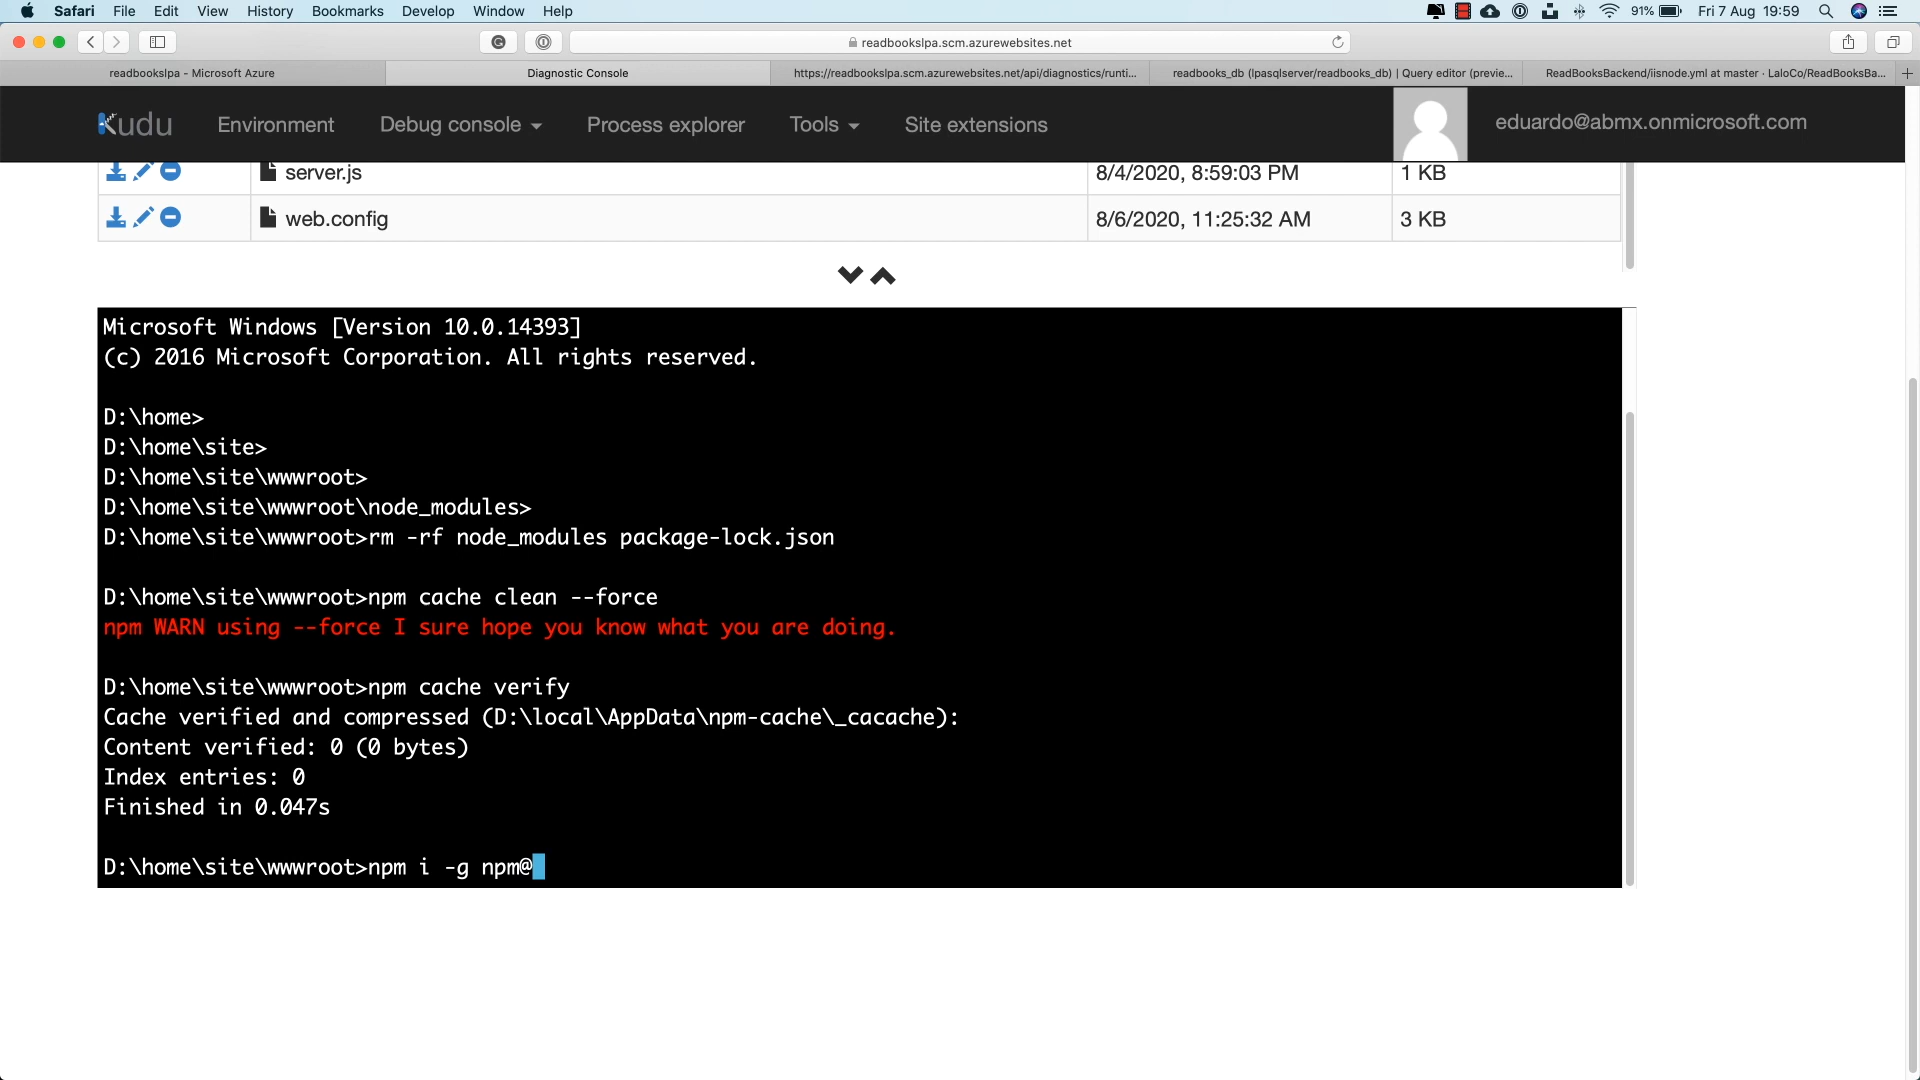 Safari File Edit View History Bookmarks Develop Window Help 91% Fri 7 Aug 19:59
readbookslpa.scm.azurewebsites.net
readbookslpa - Microsoft Azure
Diagnostic Console
https://readbookslpa.scm.azurewebsites.net/api/diagnostics/runti...
readbooks_db (lpasqlserver/readbooks_db) | Query editor (previe...
ReadBooksBackend/iisnode.yml at master · LaloCo/ReadBooksBa...
Kudu Environment Debug console Process explorer Tools Site extensions eduardo@abmx.onmicrosoft.com
server.js 8/4/2020, 8:59:03 PM 1 KB
web.config 8/6/2020, 11:25:32 AM 3 KB
Microsoft Windows [Version 10.0.14393]
(c) 2016 Microsoft Corporation. All rights reserved.
D:\home>
D:\home\site>
D:\home\site\wwwroot>
D:\home\site\wwwroot\node_modules>
D:\home\site\wwwroot>rm -rf node_modules package-lock.json
D:\home\site\wwwroot>npm cache clean --force
npm WARN using --force I sure hope you know what you are doing.
D:\home\site\wwwroot>npm cache verify
Cache verified and compressed (D:\local\AppData\npm-cache\_cacache):
Content verified: 0 (0 bytes)
Index entries: 0
Finished in 0.047s
D:\home\site\wwwroot>npm i -g npm@